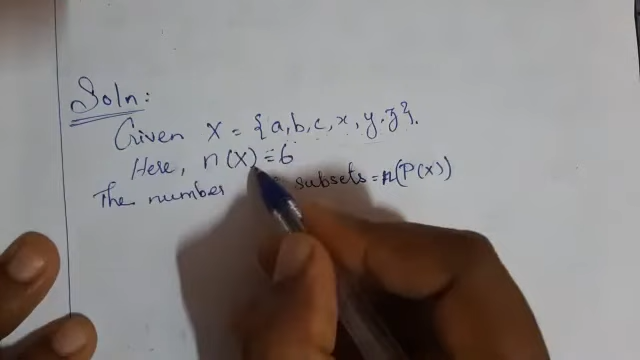 Soln:
Given X = {a, b, c, x, y, z}.
Here, n(X) = 6
The number subsets = n(P(X))